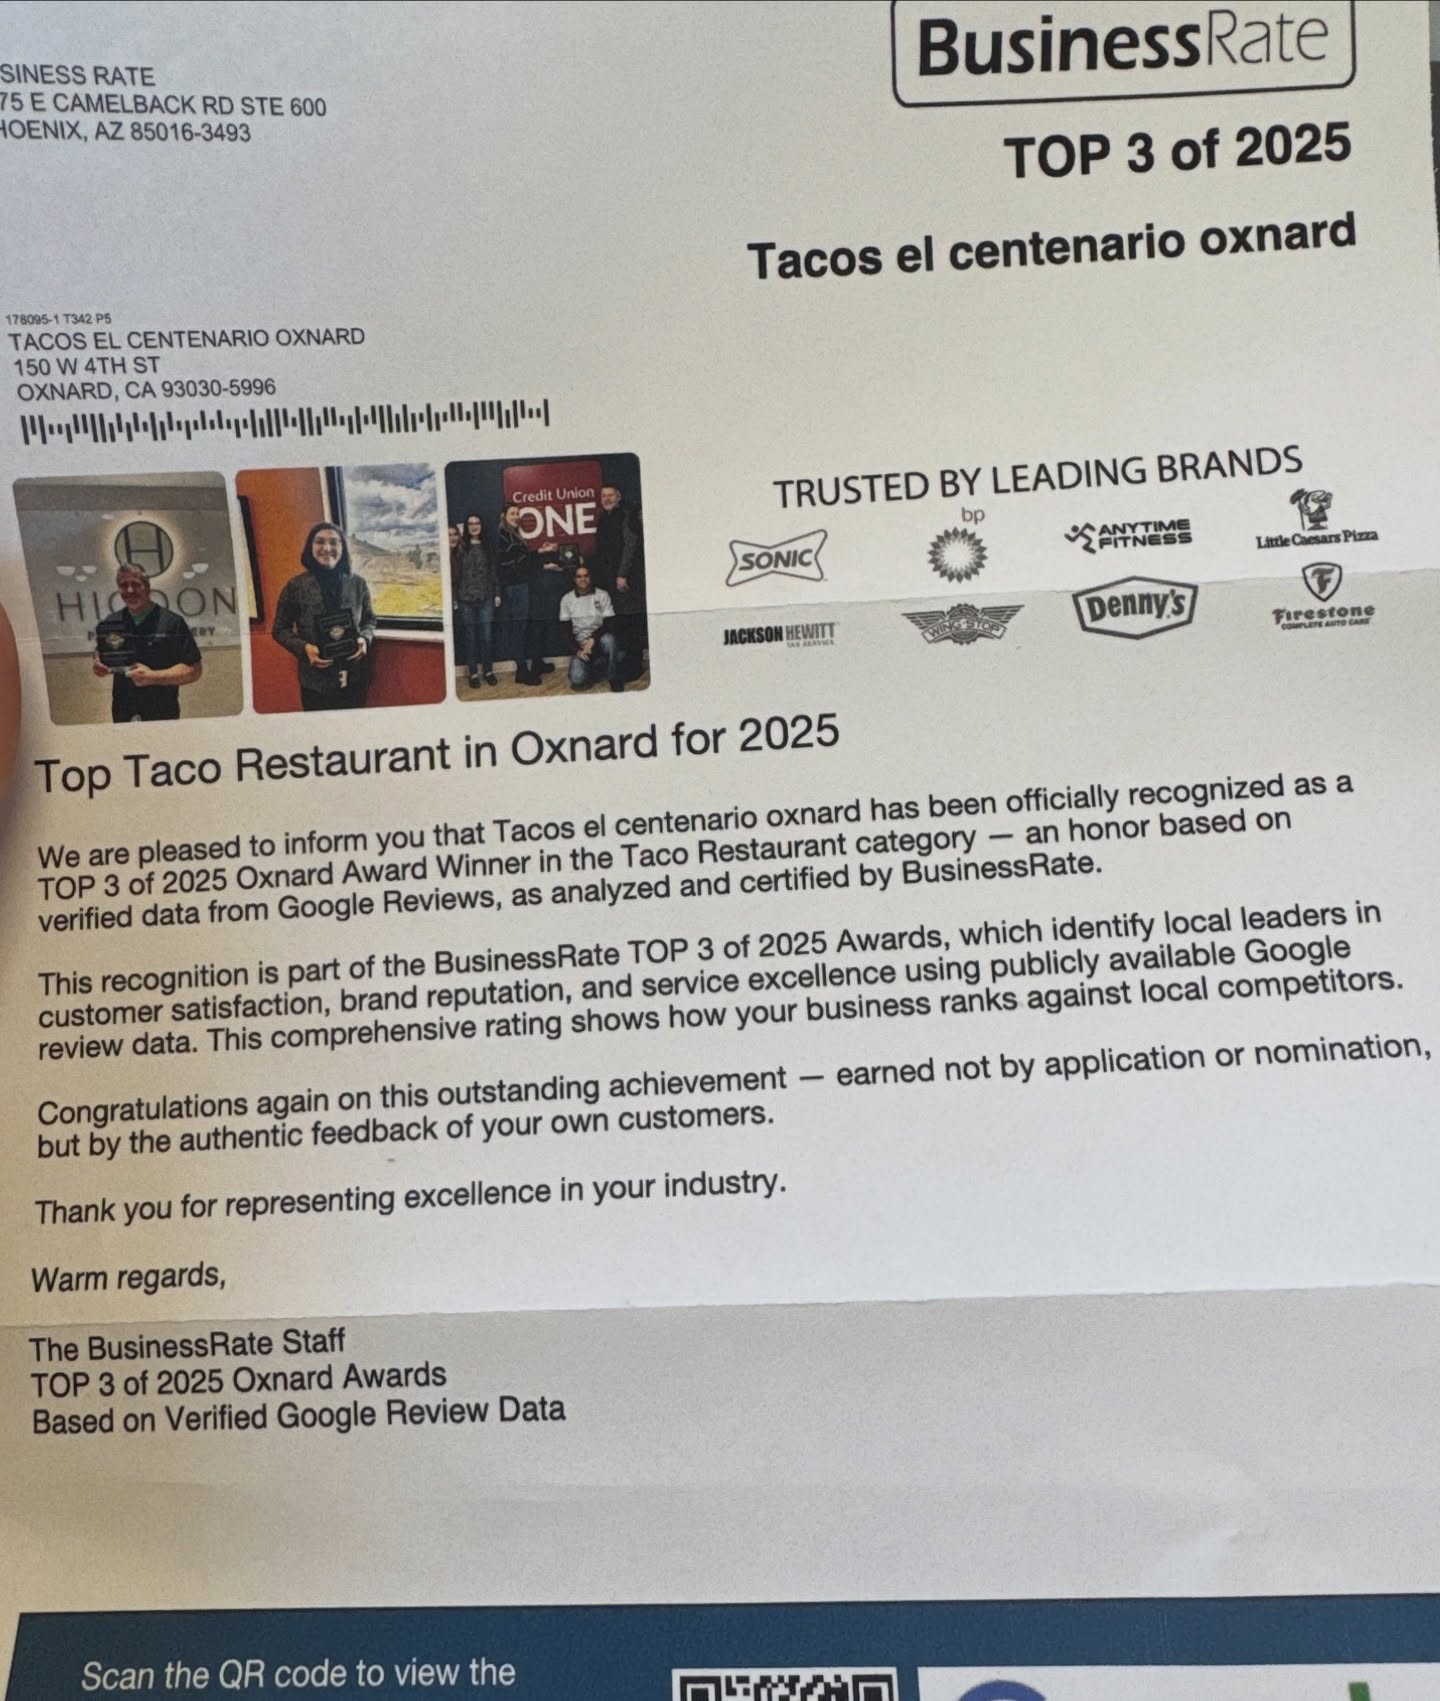 BusinessRate
SINESS RATE
75 E CAMELBACK RD STE 600
HOENIX, AZ 85016-3493
TOP 3 of 2025
Tacos el centenario oxnard
178095-1 T342 P5
TACOS EL CENTENARIO OXNARD
150 W 4TH ST
OXNARD, CA 93030-5996
H
HIGDON
Credit Union
ONE
TRUSTED BY LEADING BRANDS
SONIC
bp
ANYTIME
FITNESS
Little Caesars Pizza
JACKSON HEWITT
TAX SERVICE
WING-STOP
Denny's
F
Firestone
COMPLETE AUTO CARE
Top Taco Restaurant in Oxnard for 2025
We are pleased to inform you that Tacos el centenario oxnard has been officially recognized as a
TOP 3 of 2025 Oxnard Award Winner in the Taco Restaurant category — an honor based on
verified data from Google Reviews, as analyzed and certified by BusinessRate.
This recognition is part of the BusinessRate TOP 3 of 2025 Awards, which identify local leaders in
customer satisfaction, brand reputation, and service excellence using publicly available Google
review data. This comprehensive rating shows how your business ranks against local competitors.
Congratulations again on this outstanding achievement — earned not by application or nomination,
but by the authentic feedback of your own customers.
Thank you for representing excellence in your industry.
Warm regards,
The BusinessRate Staff
TOP 3 of 2025 Oxnard Awards
Based on Verified Google Review Data
Scan the QR code to view the